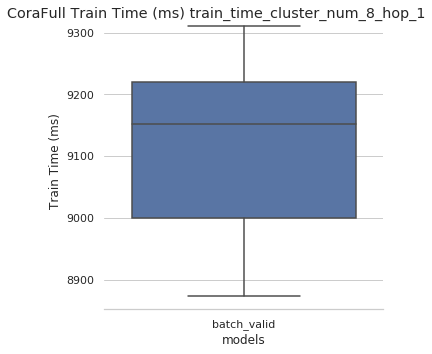 CoraFull Train Time (ms) train_time_cluster_num_8_hop_1
9300
9200
9100
9000
8900
Train Time (ms)
batch_valid
models